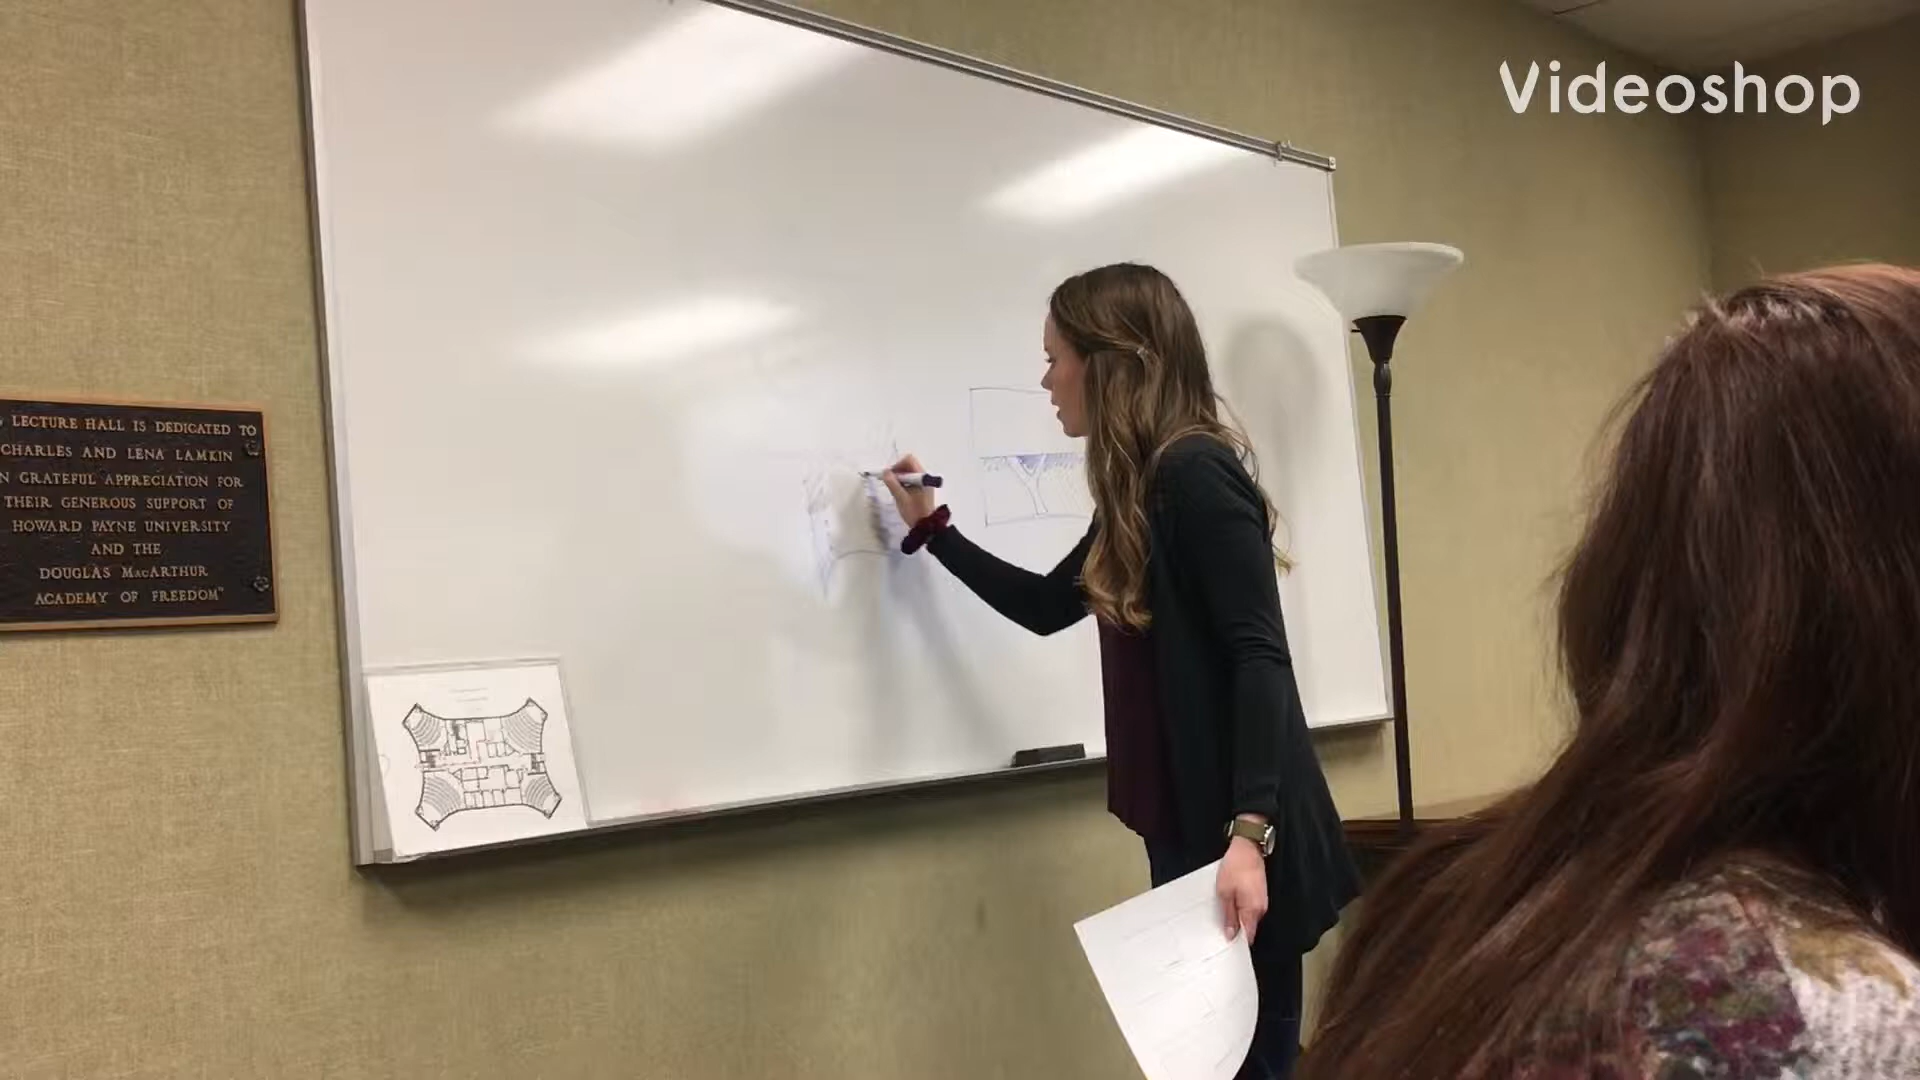 Videoshop
LECTURE HALL IS DEDICATED TO
CHARLES AND LENA LAMKIN
IN GRATEFUL APPRECIATION FOR
THEIR GENEROUS SUPPORT OF
HOWARD PAYNE UNIVERSITY
AND THE
DOUGLAS MACARTHUR
ACADEMY OF FREEDOM"